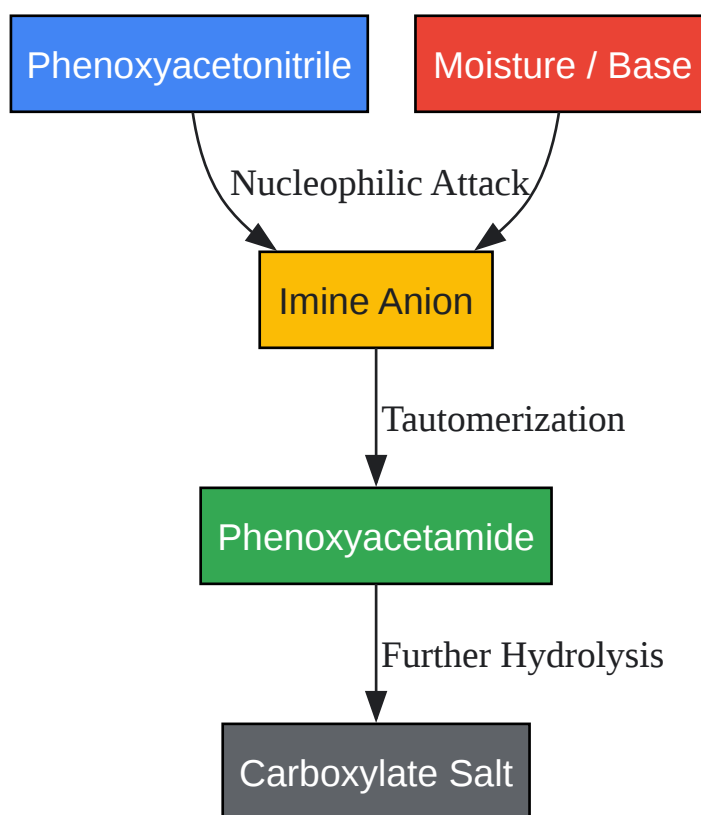 Phenoxyacetonitrile
Moisture / Base
Nucleophilic Attack
Imine Anion
Tautomerization
Phenoxyacetamide
Further Hydrolysis
Carboxylate Salt